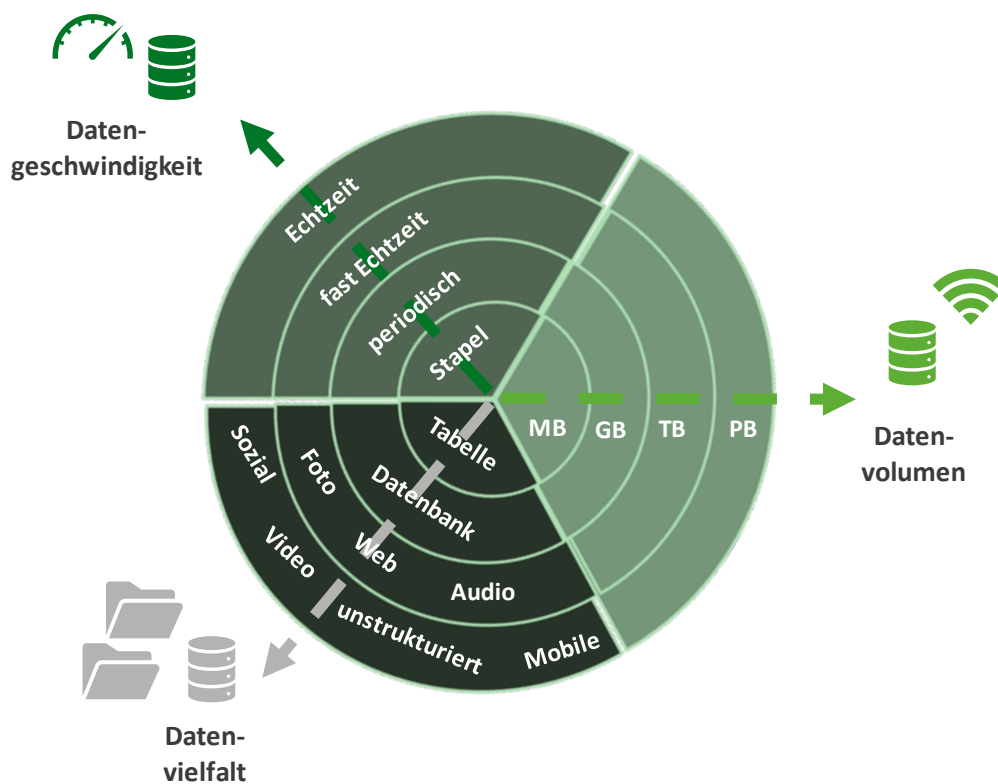 Daten-
geschwindigkeit
Echtzeit
fast Echtzeit
periodisch
Stapel
MB
GB
TB
PB
Daten-
volumen
Tabelle
Datenbank
Web
Foto
Audio
Sozial
Video
unstrukturiert
Mobile
Daten-
vielfalt